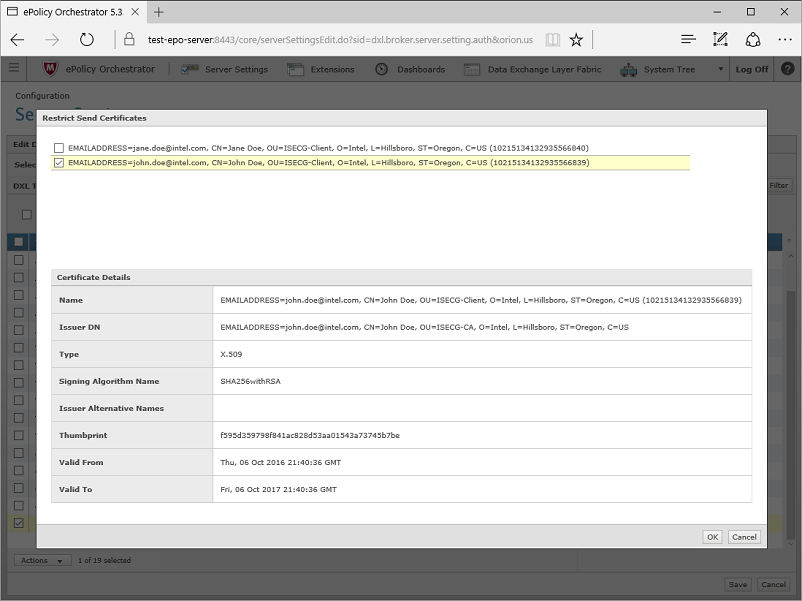 ePolicy Orchestrator 5.3.
test-epo-server:8443/core/serverSettingsEdit.do?sid=dxl.broker.server.setting.auth&orion.us
ePolicy Orchestrator
Server Settings
Extensions
Dashboards
Data Exchange Layer Fabric
System Tree
Log Off
Configuration
Restrict Send Certificates
EMAILADDRESS=jane.doe@intel.com, CN=Jane Doe, OU=ISECG-Client, O=Intel, L=Hillsboro, ST=Oregon, C=US (10215134132935566840)
EMAILADDRESS=john.doe@intel.com, CN=John Doe, OU=ISECG-Client, O=Intel, L=Hillsboro, ST=Oregon, C=US (10215134132935566839)
Filter
Certificate Details
Name EMAILADDRESS=john.doe@intel.com, CN=John Doe, OU=ISECG-Client, O=Intel, L=Hillsboro, ST=Oregon, C=US (10215134132935566839)
Issuer DN EMAILADDRESS=john.doe@intel.com, CN=John Doe, OU=ISECG-CA, O=Intel, L=Hillsboro, ST=Oregon, C=US
Type X.509
Signing Algorithm Name SHA256withRSA
Issuer Alternative Names
Thumbprint f595d359798f841ac828d53aa01543a73745b7be
Valid From Thu, 06 Oct 2016 21:40:36 GMT
Valid To Fri, 06 Oct 2017 21:40:36 GMT
OK Cancel
Actions 1 of 19 selected
Save Cancel